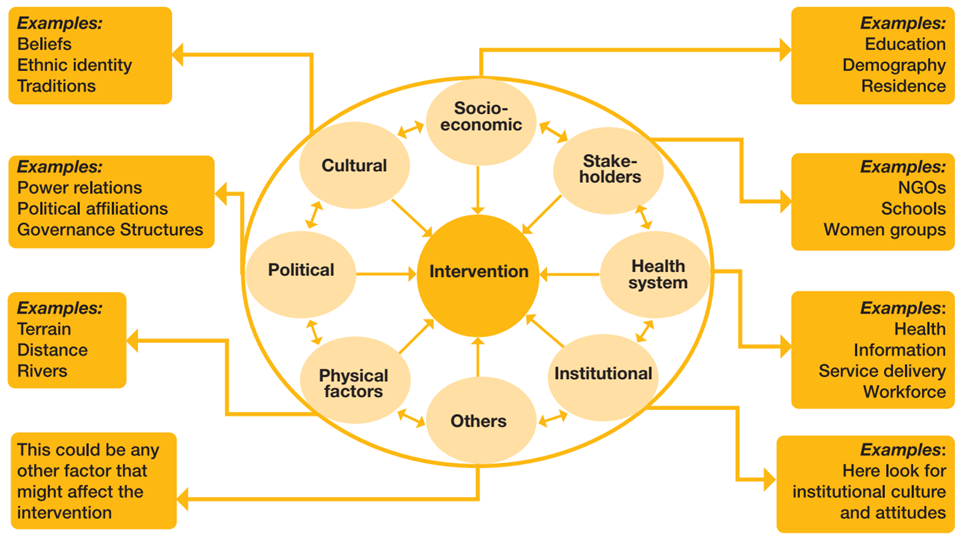 Examples:
Beliefs
Ethnic identity
Traditions
Examples:
Power relations
Political affiliations
Governance Structures
Examples:
Terrain
Distance
Rivers
This could be any
other factor that
might affect the
intervention
Socio-
economic
Cultural
Stake-
holders
Political
Intervention
Health
system
Physical
factors
Institutional
Others
Examples:
Education
Demography
Residence
Examples:
NGOs
Schools
Women groups
Examples:
Health
Information
Service delivery
Workforce
Examples:
Here look for
institutional culture
and attitudes